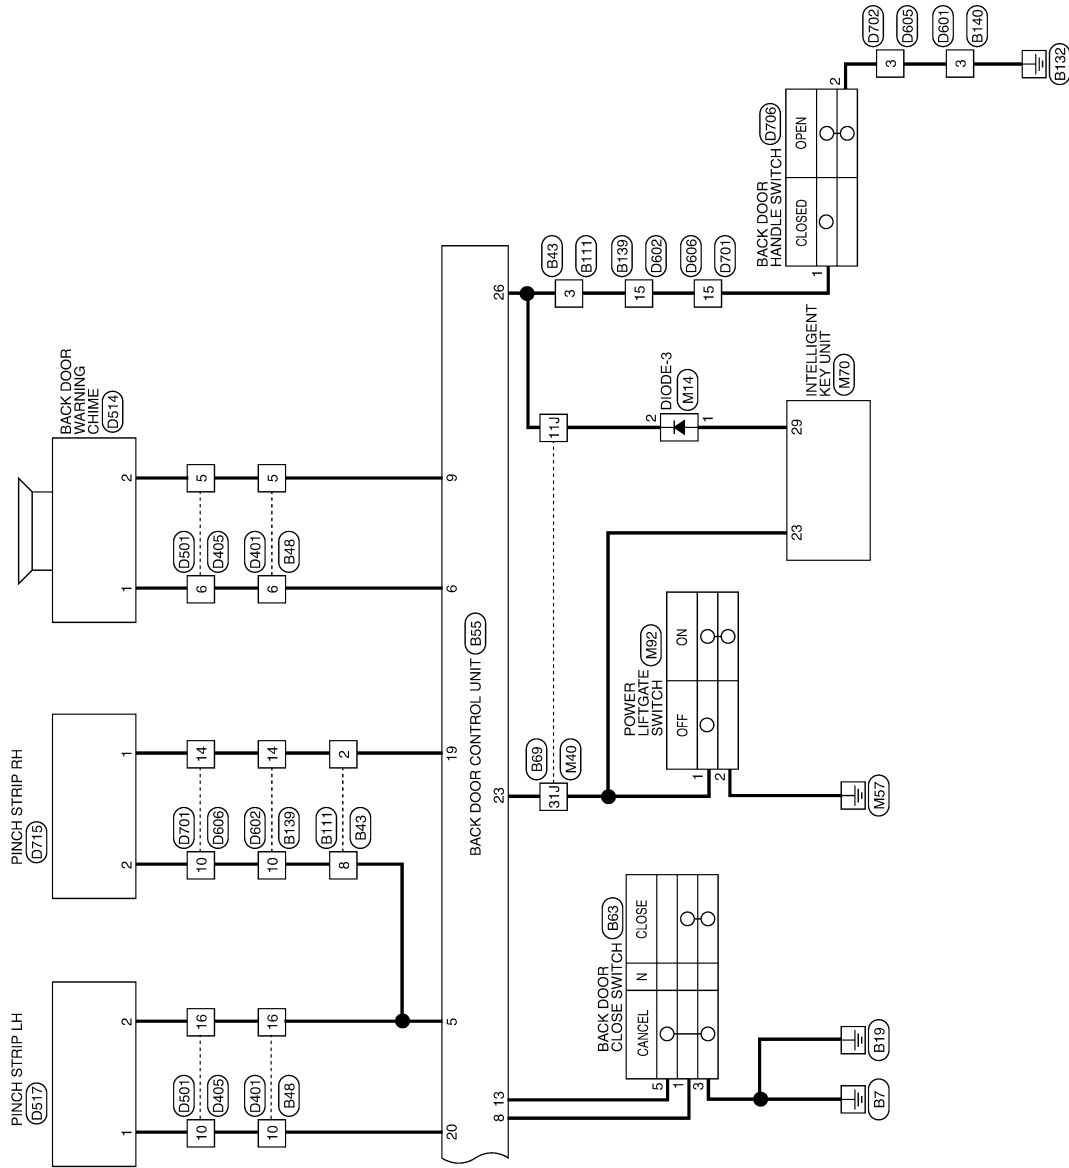 PINCH STRIP LH
D517
1
2
10
16
D501
D405
10
16
D401
B48
20
5
PINCH STRIP RH
D715
2
1
10
14
D701
D606
10
14
D602
B139
8
2
B111
B43
19
BACK DOOR
WARNING
CHIME
D514
1
2
6
5
D501
D405
6
5
D401
B48
6
9
BACK DOOR CONTROL UNIT
B55
8
13
23
26
BACK DOOR
CLOSE SWITCH
B63
CANCEL
N
CLOSE
5
1
3
B7
B19
31J
B69
M40
11J
POWER
LIFTGATE
SWITCH
M92
OFF
ON
1
2
M57
DIODE-3
M14
2
1
INTELLIGENT
KEY UNIT
M70
23
29
3
B43
B111
15
B139
D602
15
D606
D701
BACK DOOR
HANDLE SWITCH
D706
CLOSED
OPEN
1
2
3
D702
D605
3
D601
B140
B132